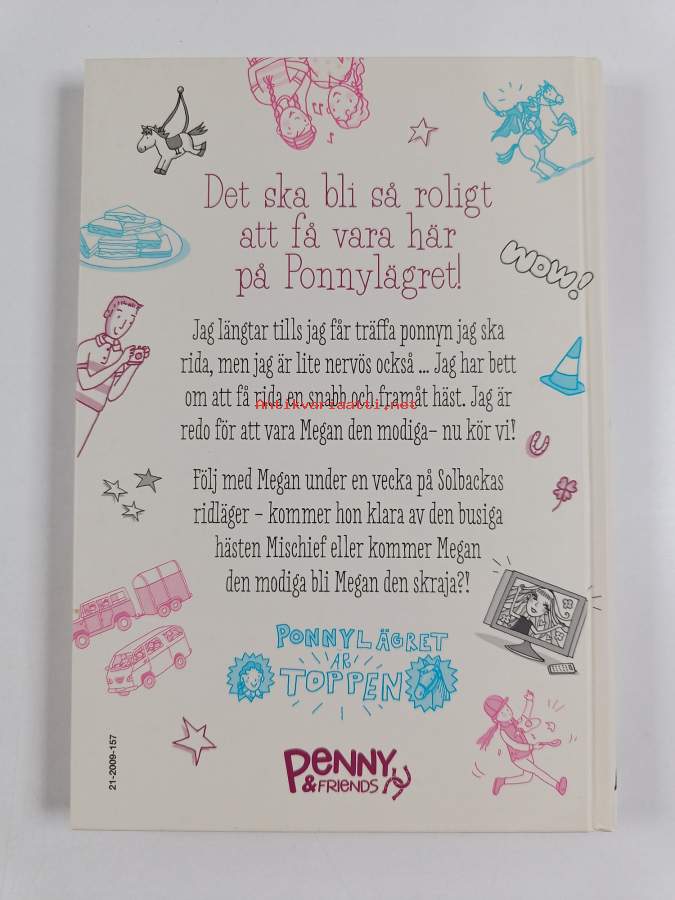 Det ska bli så roligt
att få vara här
på Ponnylägret!
WOW!
Jag längtar tills jag får träffa ponnyn jag ska
rida, men jag är lite nervös också ... Jag har bett
om att få rida en snabb och framåt häst. Jag är
Antikvariaatti.net
redo för att vara Megan den modiga– nu kör vi!
Följ med Megan under en vecka på Solbackas
ridläger – kommer hon klara av den busiga
hästen Mischief eller kommer Megan
den modiga bli Megan den skraja?!
PONNYLÄGRET
ÄR
TOPPEN
PENNY
& FRIENDS
21-2009-157